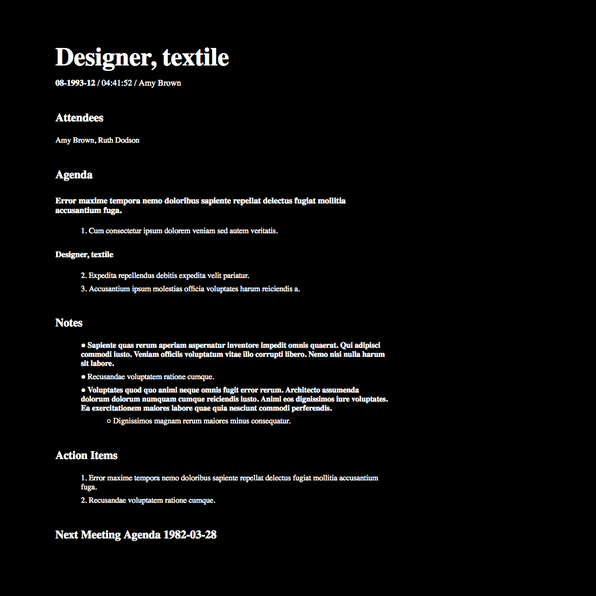 Designer, textile
08-1993-12 / 04:41:52 / Amy Brown
Attendees
Amy Brown, Ruth Dodson
Agenda
Error maxime tempora nemo doloribus sapiente repellat delectus fugiat mollitia
accusantium fuga.
1. Cum consectetur ipsum dolorem veniam sed autem veritatis.
Designer, textile
2. Expedita repellendus debitis expedita velit pariatur.
3. Accusantium ipsum molestias officia voluptates harum reiciendis a.
Notes
● Sapiente quas rerum aperiam aspernatur inventore impedit omnis quaerat. Qui adipisci
commodi iusto. Veniam officiis voluptatum vitae illo corrupti libero. Nemo nisi nulla harum
sit labore.
● Recusandae voluptatem ratione cumque.
● Voluptates quod quo animi neque omnis fugit error rerum. Architecto assumenda
dolorum dolorum numquam cumque reiciendis iusto. Animi eos dignissimos iure voluptates.
Ea exercitationem maiores labore quae quia nesciunt commodi perferendis.
○ Dignissimos magnam rerum maiores minus consequatur.
Action Items
1. Error maxime tempora nemo doloribus sapiente repellat delectus fugiat mollitia accusantium
fuga.
2. Recusandae voluptatem ratione cumque.
Next Meeting Agenda 1982-03-28